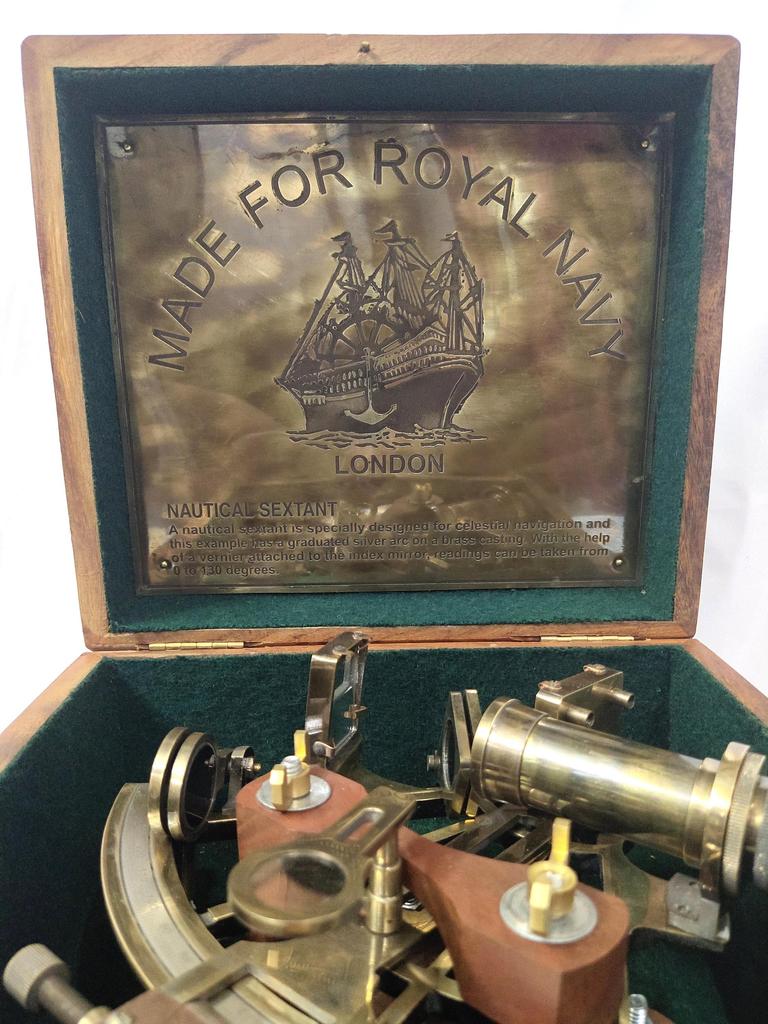 MADE FOR ROYAL NAVY
LONDON
NAUTICAL SEXTANT
A nautical sextant is specially designed for celestial navigation and
this example has a graduated silver arc on a brass casting. With the help
of a vernier attached to the index mirror, readings can be taken from
0 to 130 degrees.